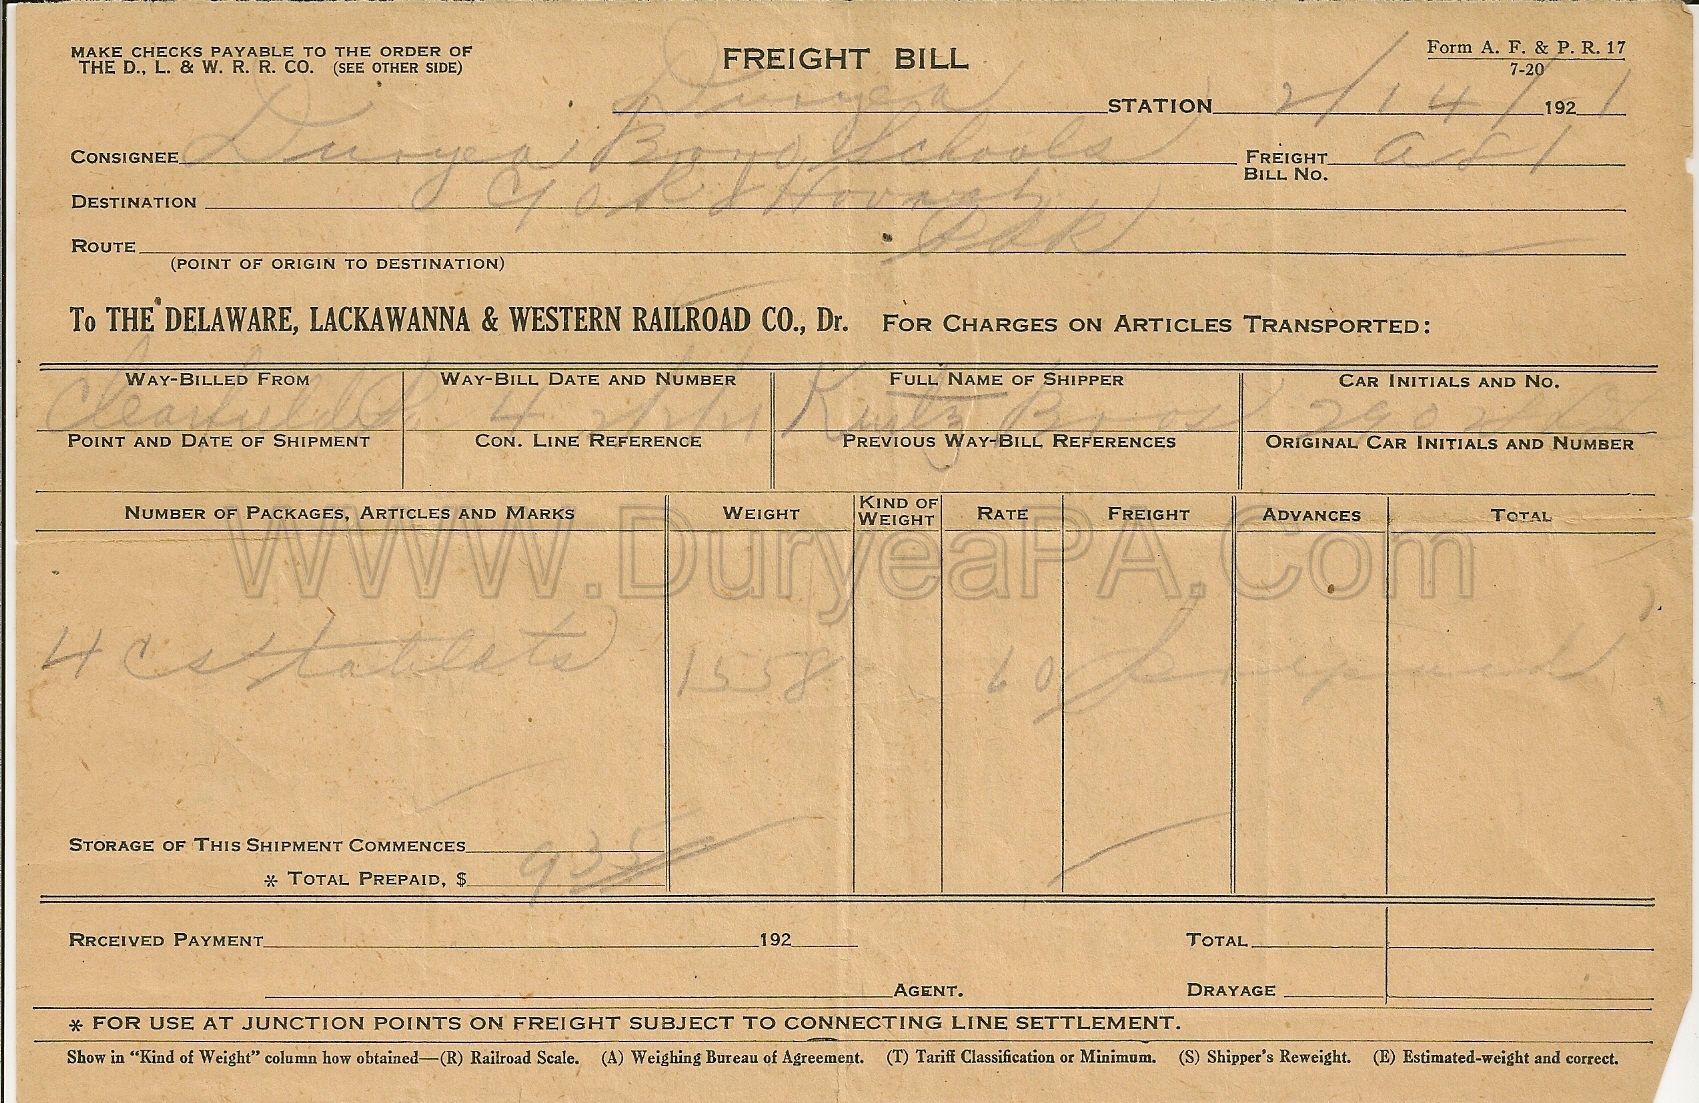 MAKE CHECKS PAYABLE TO THE ORDER OF
THE D., L. & W. R. R. CO. (SEE OTHER SIDE)
FREIGHT BILL
Form A. F. & P. R. 17
7-20
Duryea STATION 2/14/ 192 1
CONSIGNEE Duryea Boro Schools FREIGHT BILL NO. 
DESTINATION
ROUTE
(POINT OF ORIGIN TO DESTINATION)
To THE DELAWARE, LACKAWANNA & WESTERN RAILROAD CO., Dr. FOR CHARGES ON ARTICLES TRANSPORTED:
WAY-BILLED FROM WAY-BILL DATE AND NUMBER FULL NAME OF SHIPPER CAR INITIALS AND NO.
Clearfield Pa 4 Kurtz Bros
POINT AND DATE OF SHIPMENT CON. LINE REFERENCE PREVIOUS WAY-BILL REFERENCES ORIGINAL CAR INITIALS AND NUMBER
NUMBER OF PACKAGES, ARTICLES AND MARKS WEIGHT KIND OF WEIGHT RATE FREIGHT ADVANCES TOTAL
WWW.DuryeaPA.Com
4 Cs tablets 1558 60 Prepaid
STORAGE OF THIS SHIPMENT COMMENCES
* TOTAL PREPAID, $ 935
RRCEIVED PAYMENT 192 TOTAL
AGENT. DRAYAGE
* FOR USE AT JUNCTION POINTS ON FREIGHT SUBJECT TO CONNECTING LINE SETTLEMENT.
Show in "Kind of Weight" column how obtained—(R) Railroad Scale. (A) Weighing Bureau of Agreement. (T) Tariff Classification or Minimum. (S) Shipper's Reweight. (E) Estimated-weight and correct.